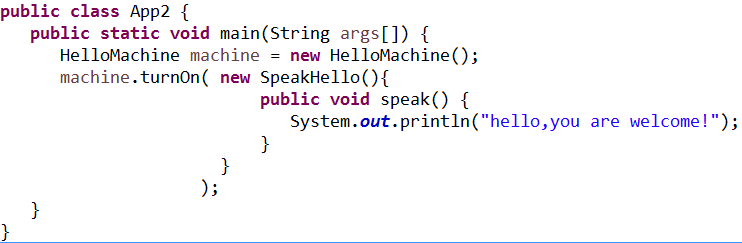 public class App2 {
public static void main(String args[]) {
HelloMachine machine = new HelloMachine();
machine.turnOn( new SpeakHello(){
public void speak() {
System.out.println("hello,you are welcome!");
}
}
);
}
}